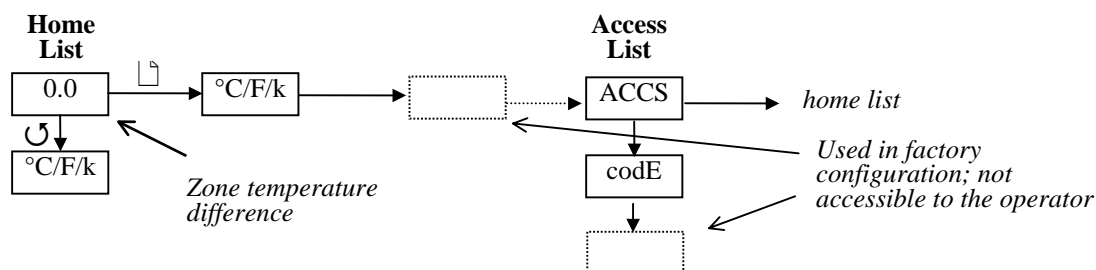 Home
List
Access
List
0.0
°C/F/k
ACCS
home list
°C/F/k
codE
Zone temperature
difference
Used in factory
configuration; not
accessible to the operator